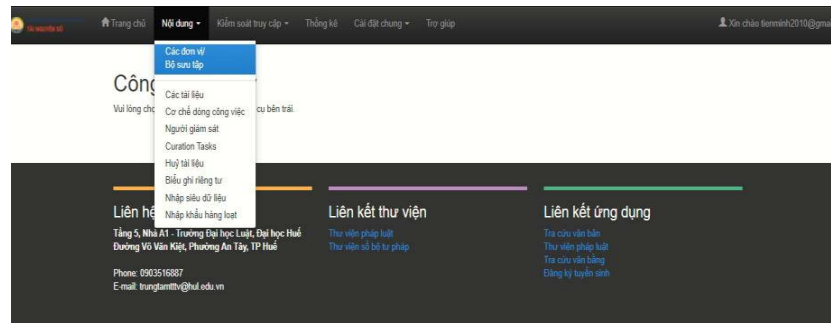 TÀI NGUYÊN SỐ
Trang chủ Nội dung Kiểm soát truy cập Thống kê Cài đặt chung Trợ giúp Xin chào tienminh2010@gmai
Các đơn vị/
Bộ sưu tập
Công
Các tài liệu
Vui lòng chọ cụ bên trái.
Cơ chế dòng công việc
Người giám sát
Curation Tasks
Huỷ tài liệu
Biểu ghi riêng tư
Nhập siêu dữ liệu
Nhập khẩu hàng loạt
Liên hệ
Tầng 5, Nhà A1 - Trường Đại học Luật, Đại học Huế
Đường Võ Văn Kiệt, Phường An Tây, TP Huế
Phone: 0903516887
E-mail: trungtamtttv@hul.edu.vn
Liên kết thư viện
Thư viện pháp luật
Thư viện số bộ tư pháp
Liên kết ứng dụng
Tra cứu văn bản
Thư viện pháp luật
Tra cứu văn bằng
Đăng ký tuyển sinh